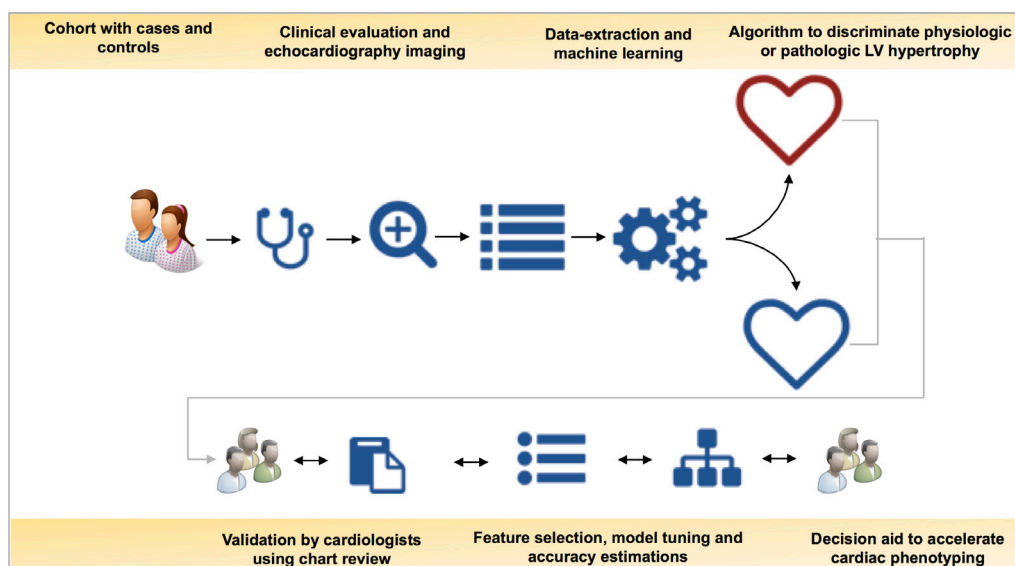 Cohort with cases and
controls
Clinical evaluation and
echocardiography imaging
Data-extraction and
machine learning
Algorithm to discriminate physiologic
or pathologic LV hypertrophy
Validation by cardiologists
using chart review
Feature selection, model tuning and
accuracy estimations
Decision aid to accelerate
cardiac phenotyping